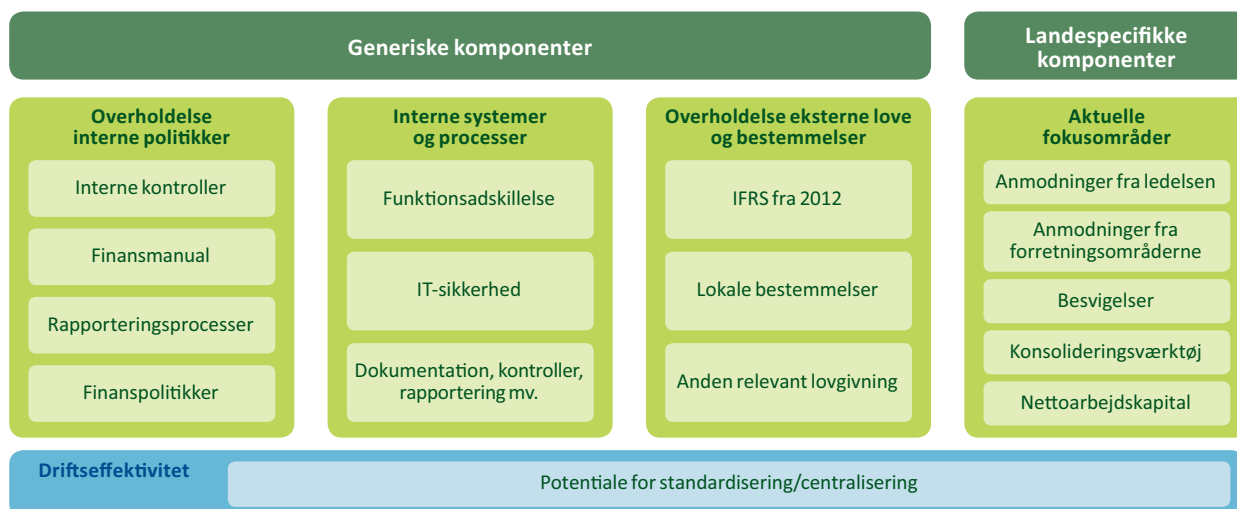 Generiske komponenter
Landespecifikke
komponenter
Overholdelse
interne politikker
Interne kontroller
Finansmanual
Rapporteringsprocesser
Finanspolitikker
Interne systemer
og processer
Funktionsadskillelse
IT-sikkerhed
Dokumentation, kontroller,
rapportering mv.
Overholdelse eksterne love
og bestemmelser
IFRS fra 2012
Lokale bestemmelser
Anden relevant lovgivning
Aktuelle
fokusområder
Anmodninger fra ledelsen
Anmodninger fra
forretningsområderne
Besvigelser
Konsolideringsværktøj
Nettoarbejdskapital
Driftseffektivitet
Potentiale for standardisering/centralisering